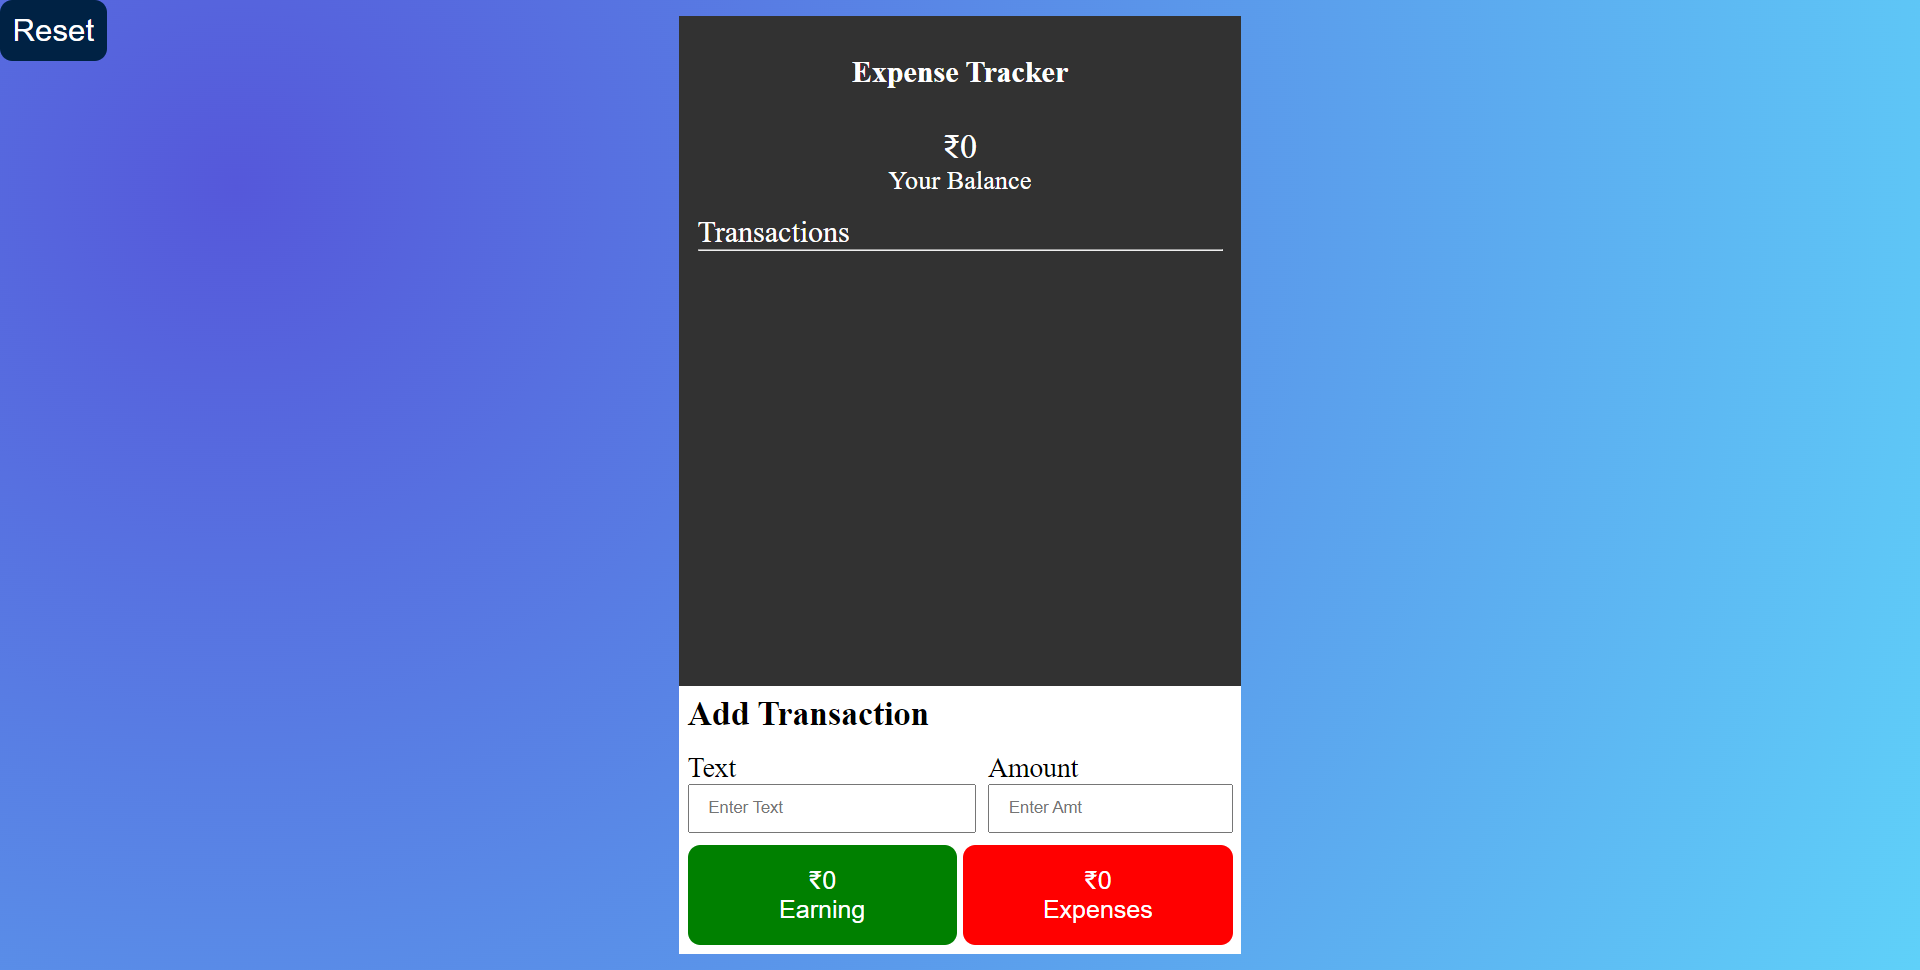 Reset
Expense Tracker
₹0
Your Balance
Transactions
Add Transaction
Text
Amount
Enter Text
Enter Amt
₹0
Earning
₹0
Expenses